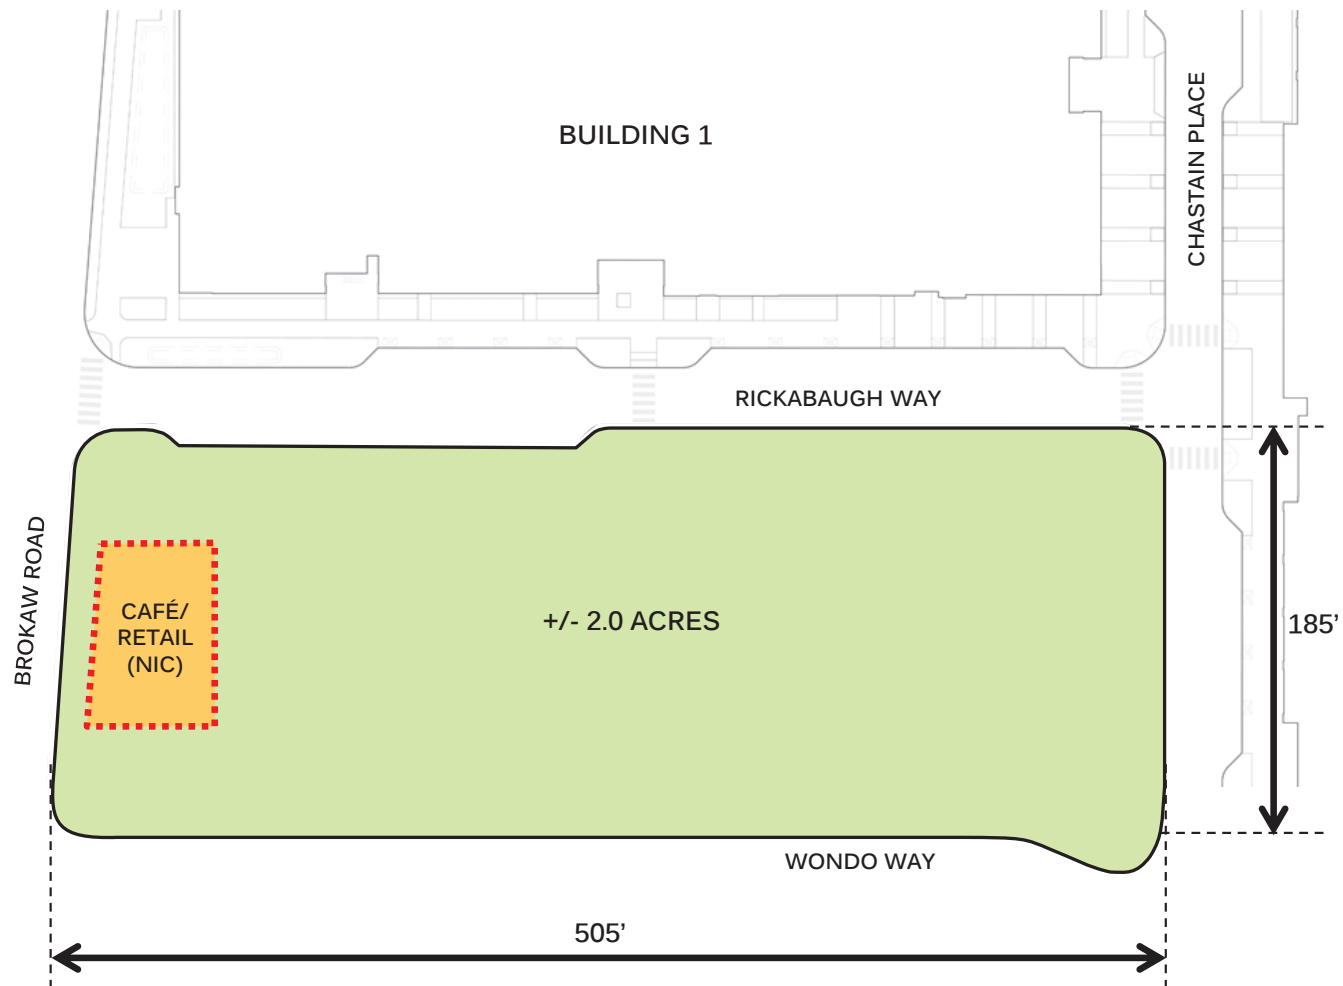 BUILDING 1
CHASTAIN PLACE
RICKABAUGH WAY
BROKAW ROAD
CAFÉ/
RETAIL
(NIC)
+/- 2.0 ACRES
185’
WONDO WAY
505’